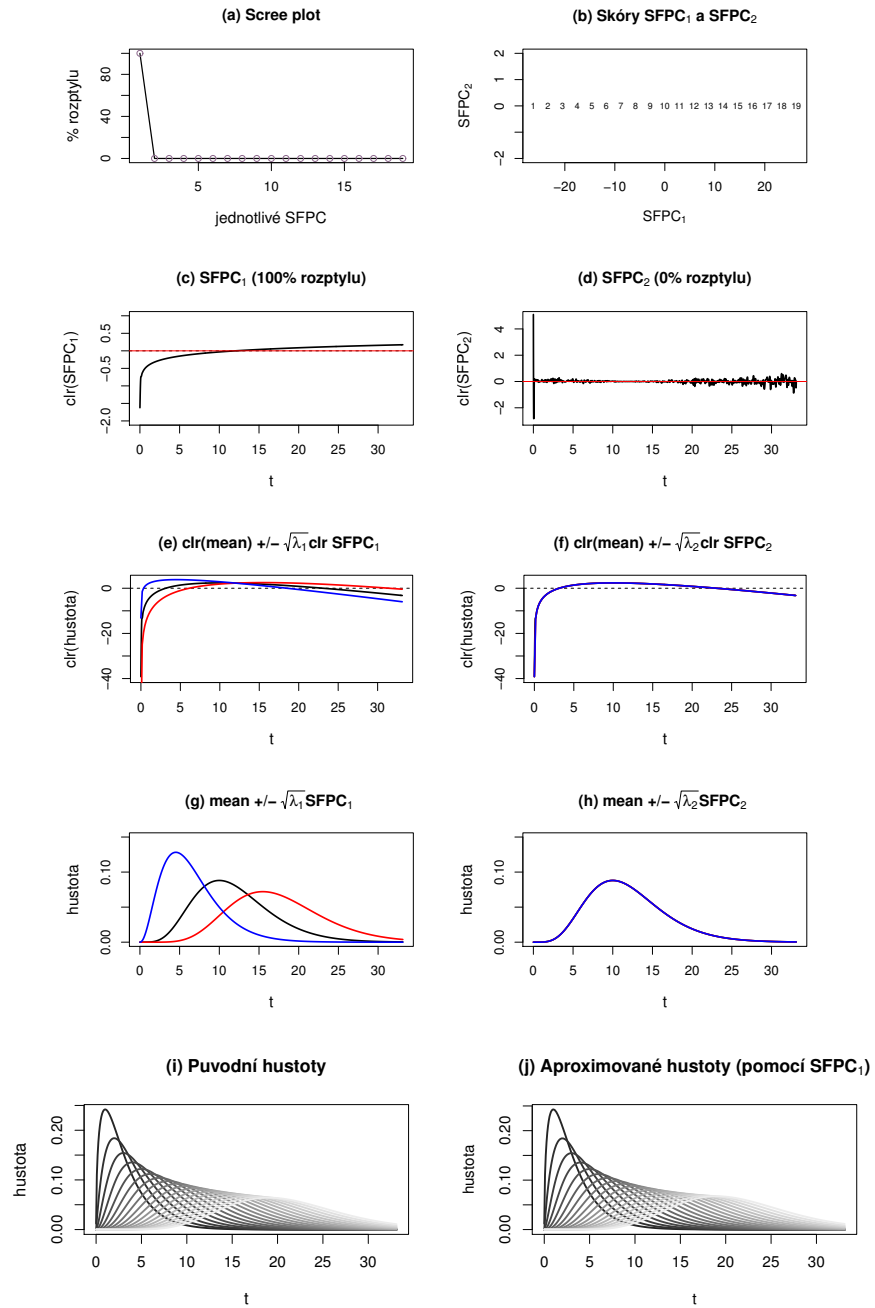 (a) Scree plot
% rozptylu
0 40 80
5 10 15
jednotlivé SFPC
(b) Skóry SFPC₁ a SFPC₂
SFPC₂
−2 0 1 2
1 2 3 4 5 6 7 8 9 10 11 12 13 14 15 16 17 18 19
−20 −10 0 10 20
SFPC₁
(c) SFPC₁ (100% rozptylu)
clr(SFPC₁)
−2.0 −0.5 0.5
0 5 10 15 20 25 30
t
(d) SFPC₂ (0% rozptylu)
clr(SFPC₂)
−2 0 2 4
0 5 10 15 20 25 30
t
(e) clr(mean) +/− √λ₁clr SFPC₁
clr(hustota)
−40 −20 0
0 5 10 15 20 25 30
t
(f) clr(mean) +/− √λ₂clr SFPC₂
clr(hustota)
−40 −20 0
0 5 10 15 20 25 30
t
(g) mean +/− √λ₁SFPC₁
hustota
0.00 0.10
0 5 10 15 20 25 30
t
(h) mean +/− √λ₂SFPC₂
hustota
0.00 0.10
0 5 10 15 20 25 30
t
(i) Puvodní hustoty
hustota
0.00 0.10 0.20
0 5 10 15 20 25 30
t
(j) Aproximované hustoty (pomocí SFPC₁)
hustota
0.00 0.10 0.20
0 5 10 15 20 25 30
t